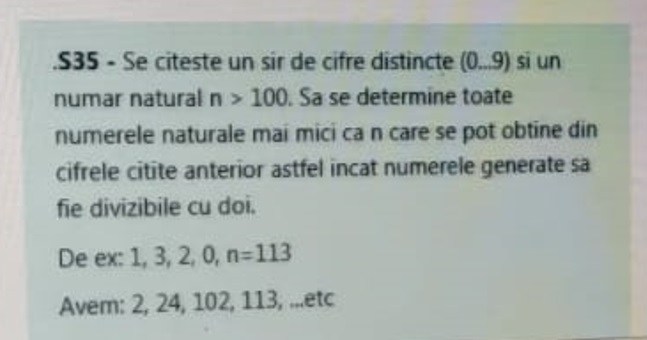 .S35 - Se citeste un sir de cifre distincte (0...9) si un
numar natural n > 100. Sa se determine toate
numerele naturale mai mici ca n care se pot obtine din
cifrele citite anterior astfel incat numerele generate sa
fie divizibile cu doi.
De ex: 1, 3, 2, 0, n=113
Avem: 2, 24, 102, 113, ...etc